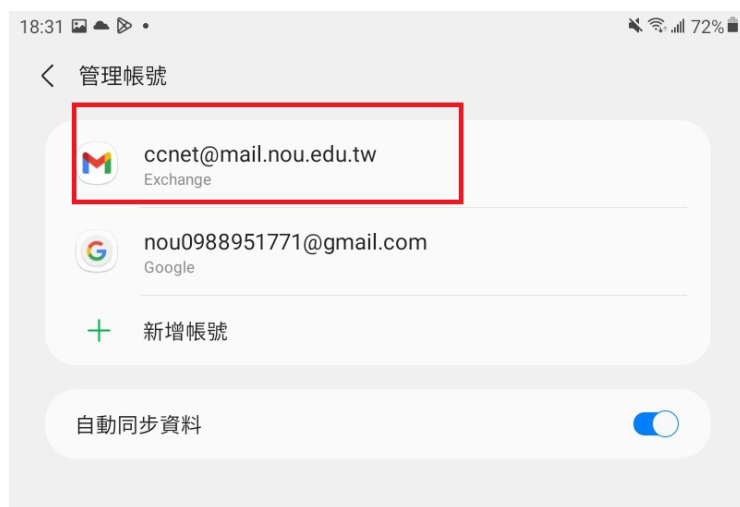 18:31 72%
管理帳號
ccnet@mail.nou.edu.tw
Exchange
nou0988951771@gmail.com
Google
新增帳號
自動同步資料